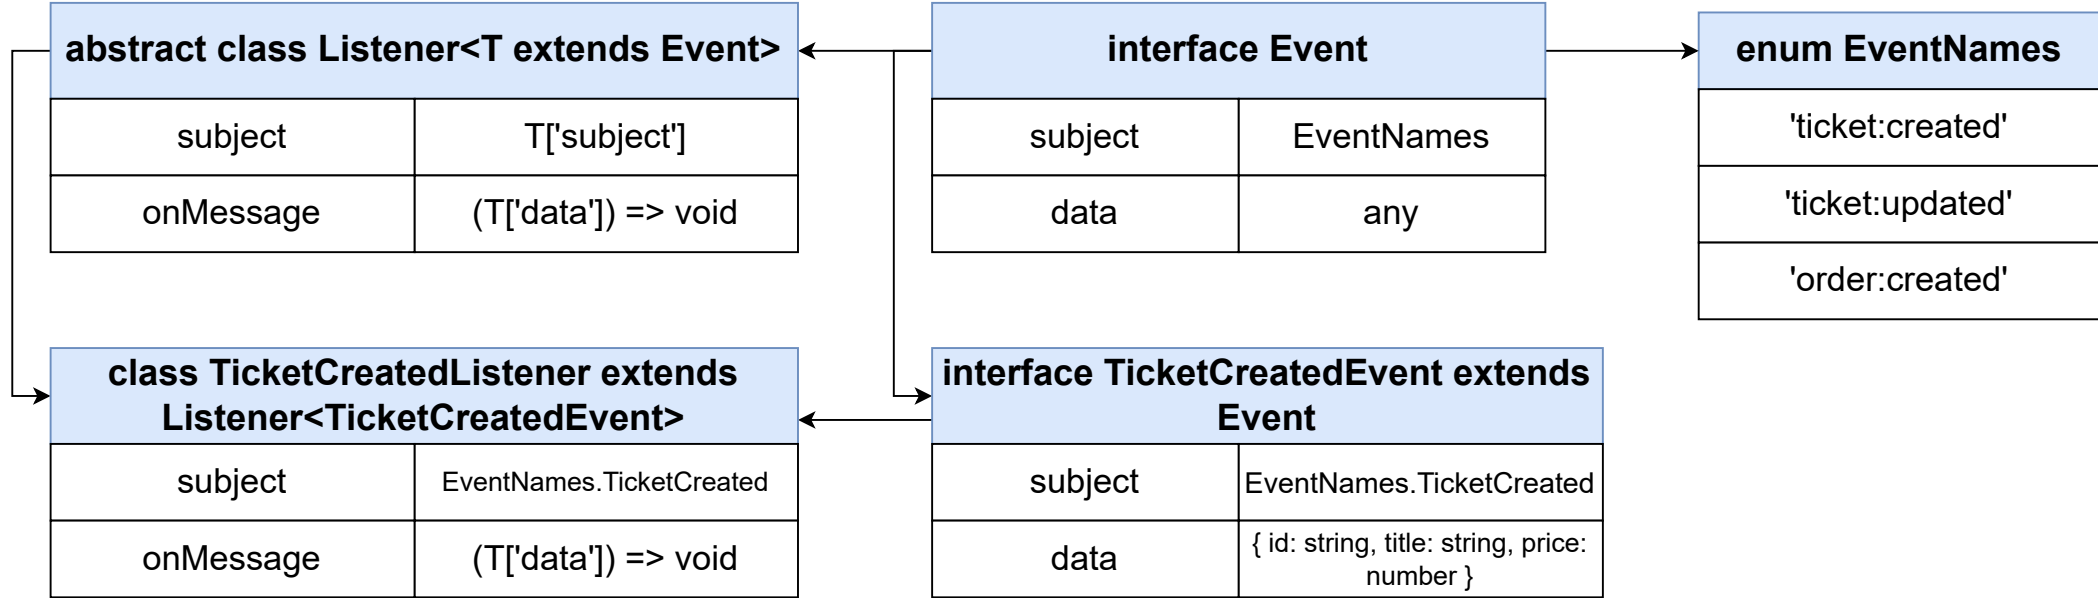 abstract class Listener<T extends Event>
subject
T['subject']
onMessage
(T['data']) => void
interface Event
subject
EventNames
data
any
enum EventNames
'ticket:created'
'ticket:updated'
'order:created'
class TicketCreatedListener extends
Listener<TicketCreatedEvent>
subject
EventNames.TicketCreated
onMessage
(T['data']) => void
interface TicketCreatedEvent extends
Event
subject
EventNames.TicketCreated
data
{ id: string, title: string, price:
number }